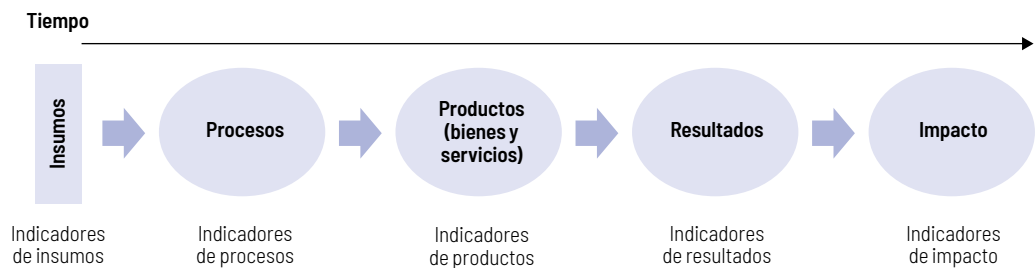 Tiempo
Insumos
Procesos
Productos
(bienes y
servicios)
Resultados
Impacto
Indicadores
de insumos
Indicadores
de procesos
Indicadores
de productos
Indicadores
de resultados
Indicadores
de impacto